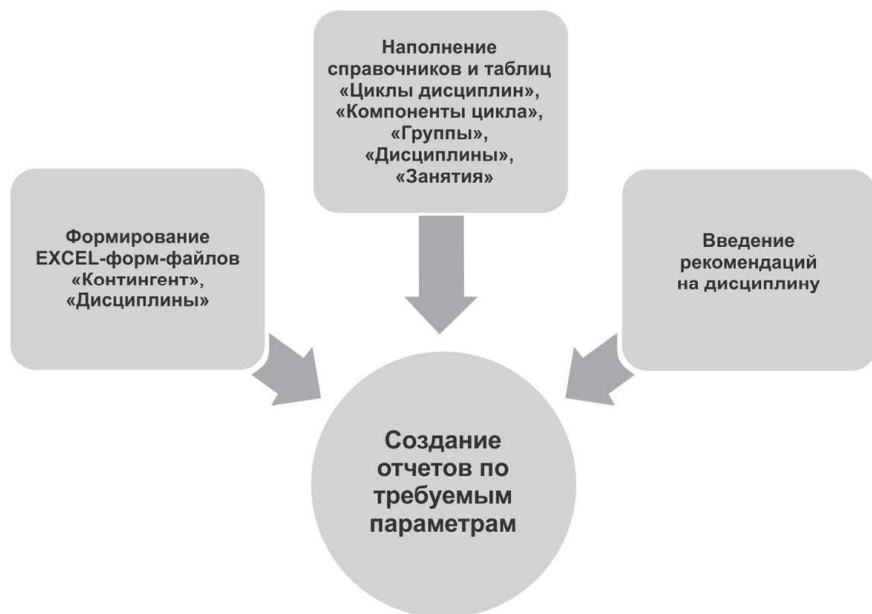 Наполнение
справочников и таблиц
«Циклы дисциплин»,
«Компоненты цикла»,
«Группы»,
«Дисциплины»,
«Занятия»
Формирование
EXCEL-форм-файлов
«Контингент»,
«Дисциплины»
Введение
рекомендаций
на дисциплину
Создание
отчетов по
требуемым
параметрам